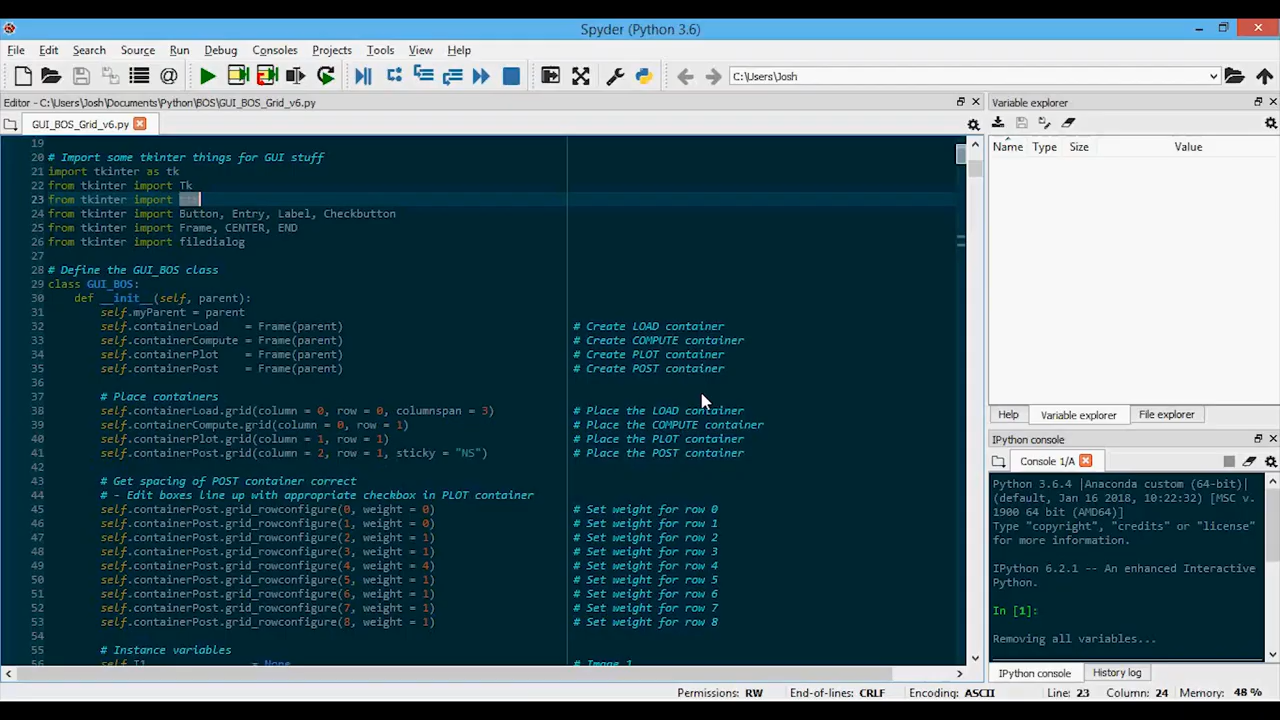 Spyder (Python 3.6)
File Edit Search Source Run Debug Consoles Projects Tools View Help
C:\Users\Josh
Editor - C:\Users\Josh\Documents\Python\BOS\GUI_BOS_Grid_v6.py
GUI_BOS_Grid_v6.py
19
20 # Import some tkinter things for GUI stuff
21 import tkinter as tk
22 from tkinter import Tk
23 from tkinter import
24 from tkinter import Button, Entry, Label, Checkbutton
25 from tkinter import Frame, CENTER, END
26 from tkinter import filedialog
27
28 # Define the GUI_BOS class
29 class GUI_BOS:
30 def __init__(self, parent):
31 self.myParent = parent
32 self.containerLoad = Frame(parent) # Create LOAD container
33 self.containerCompute = Frame(parent) # Create COMPUTE container
34 self.containerPlot = Frame(parent) # Create PLOT container
35 self.containerPost = Frame(parent) # Create POST container
36
37 # Place containers
38 self.containerLoad.grid(column = 0, row = 0, columnspan = 3) # Place the LOAD container
39 self.containerCompute.grid(column = 0, row = 1) # Place the COMPUTE container
40 self.containerPlot.grid(column = 1, row = 1) # Place the PLOT container
41 self.containerPost.grid(column = 2, row = 1, sticky = "NS") # Place the POST container
42
43 # Get spacing of POST container correct
44 # - Edit boxes line up with appropriate checkbox in PLOT container
45 self.containerPost.grid_rowconfigure(0, weight = 0) # Set weight for row 0
46 self.containerPost.grid_rowconfigure(1, weight = 0) # Set weight for row 1
47 self.containerPost.grid_rowconfigure(2, weight = 1) # Set weight for row 2
48 self.containerPost.grid_rowconfigure(3, weight = 1) # Set weight for row 3
49 self.containerPost.grid_rowconfigure(4, weight = 4) # Set weight for row 4
50 self.containerPost.grid_rowconfigure(5, weight = 1) # Set weight for row 5
51 self.containerPost.grid_rowconfigure(6, weight = 1) # Set weight for row 6
52 self.containerPost.grid_rowconfigure(7, weight = 1) # Set weight for row 7
53 self.containerPost.grid_rowconfigure(8, weight = 1) # Set weight for row 8
54
55 # Instance variables
56 self.I1 = None # Image 1
Variable explorer
Name Type Size Value
Help Variable explorer File explorer
IPython console
Console 1/A
Python 3.6.4 |Anaconda custom (64-bit)|
(default, Jan 16 2018, 10:22:32) [MSC v.
1900 64 bit (AMD64)]
Type "copyright", "credits" or "license"
for more information.
IPython 6.2.1 -- An enhanced Interactive
Python.
In [1]:
Removing all variables...
IPython console History log
Permissions: RW End-of-lines: CRLF Encoding: ASCII Line: 23 Column: 24 Memory: 48 %